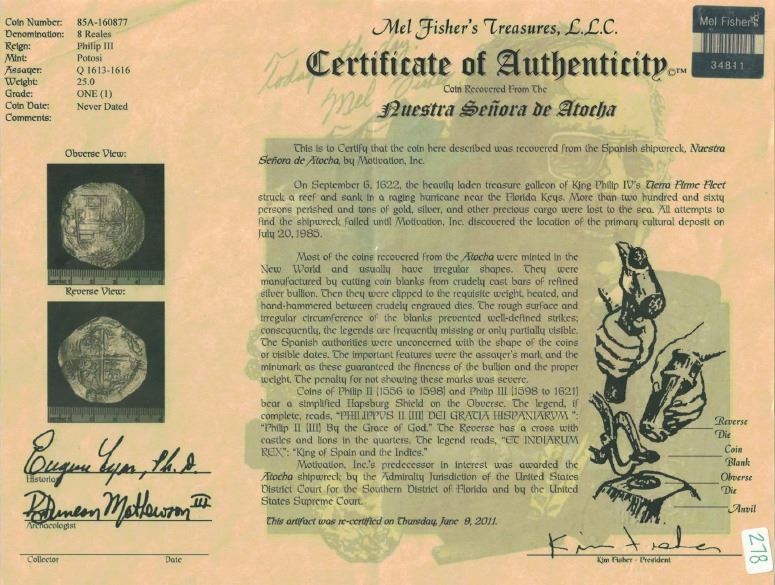 Coin Number: 85A-160877
Denomination: 8 Reales
Reign: Philip III
Mint: Potosi
Assayer: Q 1613-1616
Weight: 25.0
Grade: ONE (1)
Coin Date: Never Dated
Comments:
Obverse View:
Reverse View:
Eugene Lyon, Ph.D.
Historian
R. Duncan Mathewson III
Archaeologist
Collector Date
Mel Fisher's Treasures, L.L.C.
Certificate of Authenticity ©™
Coin Recovered From The
Nuestra Señora de Atocha
Mel Fisher's
34811
Today
Mel Fisher
This is to Certify that the coin here described was recovered from the Spanish shipwreck, Nuestra
Señora de Atocha, by Motivation, Inc.
On September 6, 1622, the heavily laden treasure galleon of King Philip IV's Tierra Firme Fleet
struck a reef and sank in a raging hurricane near the Florida Keys. More than two hundred and sixty
persons perished and tons of gold, silver, and other precious cargo were lost to the sea. All attempts to
find the shipwreck failed until Motivation, Inc. discovered the location of the primary cultural deposit on
July 20, 1985.
Most of the coins recovered from the Atocha were minted in the
New World and usually have irregular shapes. They were
manufactured by cutting coin blanks from crudely cast bars of refined
silver bullion. Then they were clipped to the requisite weight, heated, and
hand-hammered between crudely engraved dies. The rough surface and
irregular circumference of the blanks prevented well-defined strikes;
consequently, the legends are frequently missing or only partially visible.
The Spanish authorities were unconcerned with the shape of the coins
or visible dates. The important features were the assayer's mark and the
mintmark as these guaranteed the fineness of the bullion and the proper
weight. The penalty for not showing these marks was severe.
Coins of Philip II [1556 to 1598] and Philip III [1598 to 1621]
bear a simplified Hapsburg Shield on the Obverse. The legend, if
complete, reads, "PHILIPPVS II [III] DEI GRATIA HISPANIARVM":
"Philip II [III] By the Grace of God." The Reverse has a cross with
castles and lions in the quarters. The legend reads, "ET INDIARUM
REX": "King of Spain and the Indies."
Motivation, Inc.'s predecessor in interest was awarded the
Atocha shipwreck by the Admiralty Jurisdiction of the United States
District Court for the Southern District of Florida and by the United
States Supreme Court.
This artifact was re-certified on Thursday, June 9, 2011.
Reverse
Die
Coin
Blank
Obverse
Die
Anvil
Kim Fisher
Kim Fisher - President
278